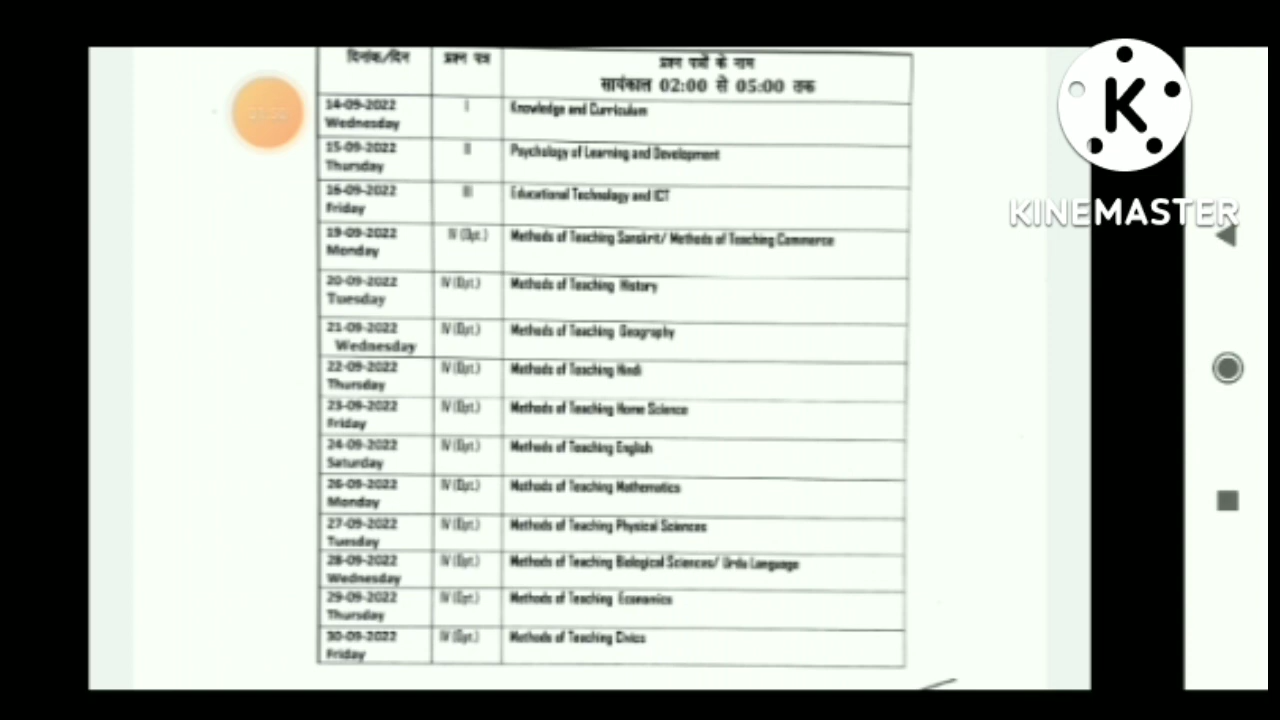 दिनांक/दिन प्रश्न पत्र प्रश्न पत्रों के नाम
सायंकाल 02:00 से 05:00 तक
14-09-2022 I Knowledge and Curriculum
Wednesday
15-09-2022 II Psychology of Learning and Development
Thursday
16-09-2022 III Educational Technology and ICT
Friday
19-09-2022 IV (Opt.) Methods of Teaching Sanskrit/ Methods of Teaching Commerce
Monday
20-09-2022 IV (Opt.) Methods of Teaching History
Tuesday
21-09-2022 IV (Opt.) Methods of Teaching Geography
Wednesday
22-09-2022 IV (Opt.) Methods of Teaching Hindi
Thursday
23-09-2022 IV (Opt.) Methods of Teaching Home Science
Friday
24-09-2022 IV (Opt.) Methods of Teaching English
Saturday
26-09-2022 IV (Opt.) Methods of Teaching Mathematics
Monday
27-09-2022 IV (Opt.) Methods of Teaching Physical Sciences
Tuesday
28-09-2022 IV (Opt.) Methods of Teaching Biological Sciences/ Urdu Language
Wednesday
29-09-2022 IV (Opt.) Methods of Teaching Economics
Thursday
30-09-2022 IV (Opt.) Methods of Teaching Civics
Friday
K
KINEMASTER